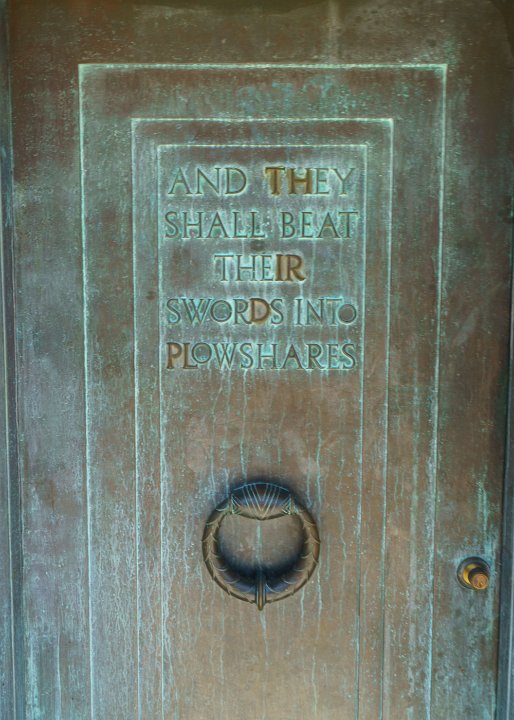 AND THEY
SHALL BEAT
THEIR
SWORDS INTO
PLOWSHARES